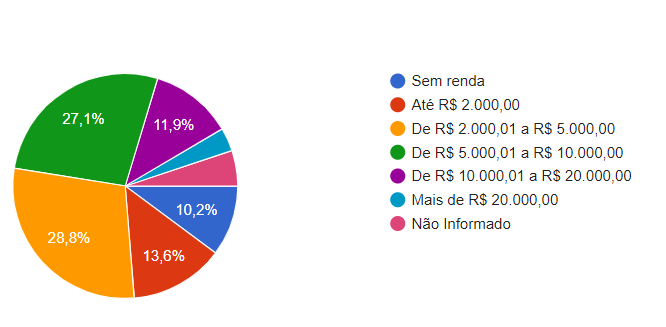 27,1%
11,9%
10,2%
28,8%
13,6%
Sem renda
Até R$ 2.000,00
De R$ 2.000,01 a R$ 5.000,00
De R$ 5.000,01 a R$ 10.000,00
De R$ 10.000,01 a R$ 20.000,00
Mais de R$ 20.000,00
Não Informado